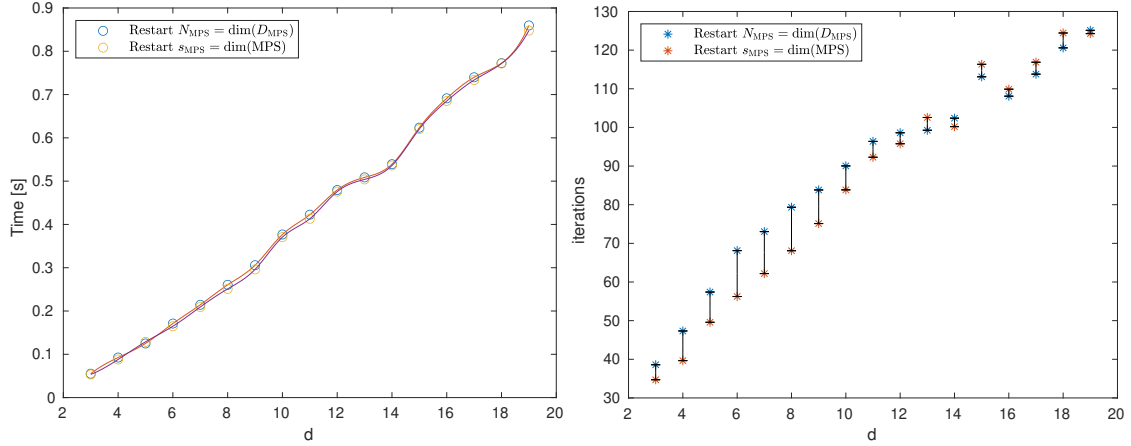 0.9
0.8
0.7
0.6
0.5
0.4
0.3
0.2
0.1
0
Time [s]
Restart N_MPS = dim(D_MPS)
Restart s_MPS = dim(MPS)
2 4 6 8 10 12 14 16 18 20
d
130
120
110
100
90
80
70
60
50
40
30
iterations
Restart N_MPS = dim(D_MPS)
Restart s_MPS = dim(MPS)
2 4 6 8 10 12 14 16 18 20
d